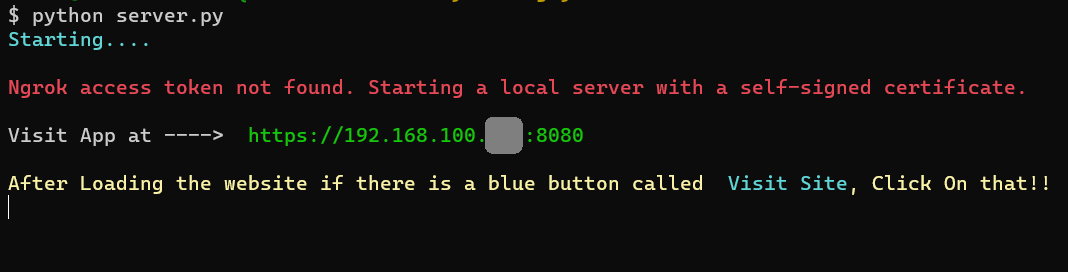 $ python server.py
Starting....
Ngrok access token not found. Starting a local server with a self-signed certificate.
Visit App at ----> https://192.168.100. :8080
After Loading the website if there is a blue button called Visit Site, Click On that!!